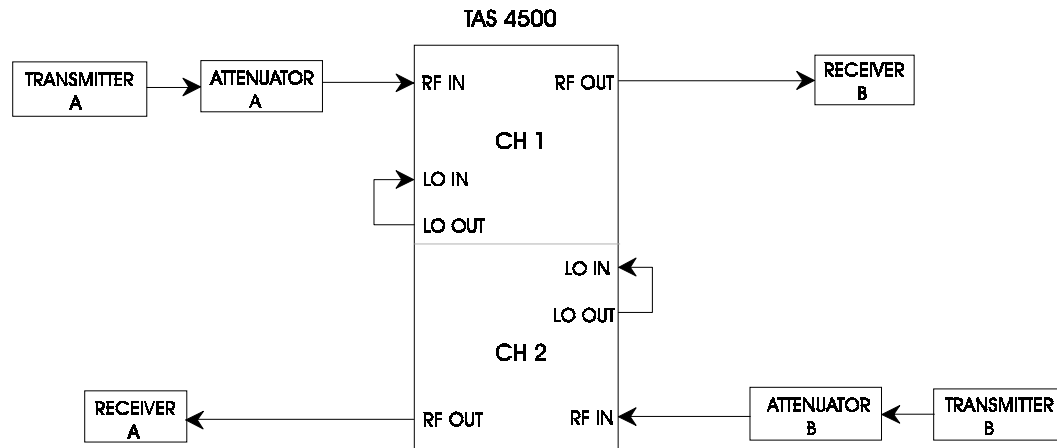 TAS 4500
TRANSMITTER
A
ATTENUATOR
A
RF IN
RF OUT
RECEIVER
B
CH 1
LO IN
LO OUT
LO IN
LO OUT
CH 2
RECEIVER
A
RF OUT
RF IN
ATTENUATOR
B
TRANSMITTER
B